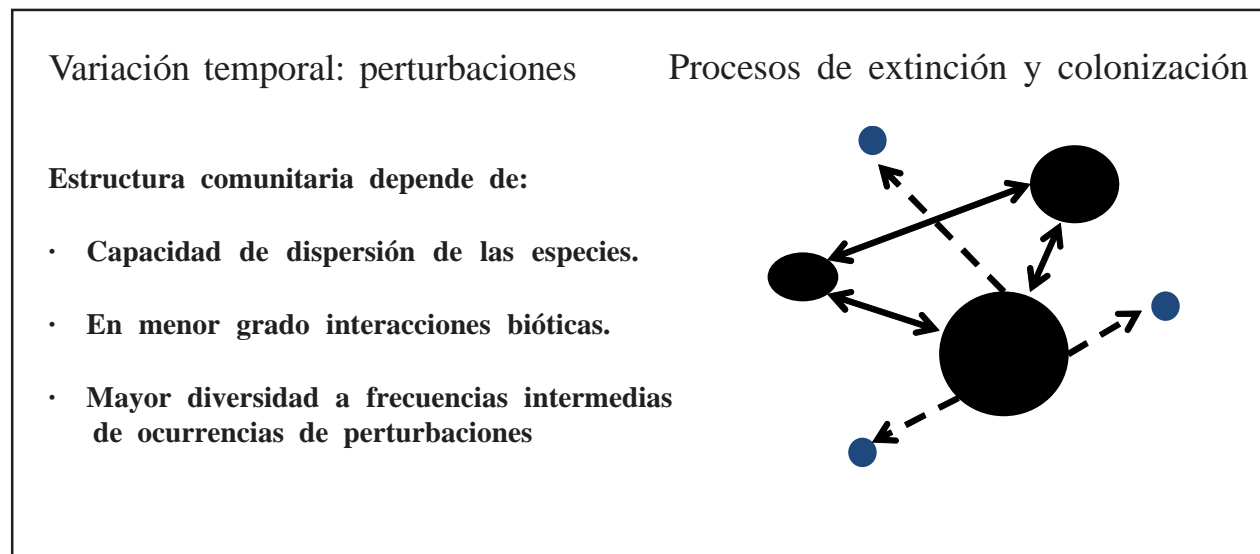 Variación temporal: perturbaciones
Procesos de extinción y colonización
Estructura comunitaria depende de:
· Capacidad de dispersión de las especies.
· En menor grado interacciones bióticas.
· Mayor diversidad a frecuencias intermedias
de ocurrencias de perturbaciones